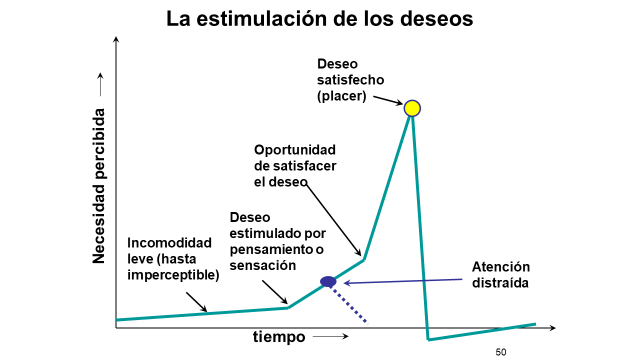 La estimulación de los deseos
Deseo
satisfecho
(placer)
Oportunidad
de satisfacer
el deseo
Deseo
estimulado por
pensamiento o
sensación
Incomodidad
leve (hasta
imperceptible)
Atención
distraída
Necesidad percibida
tiempo
50